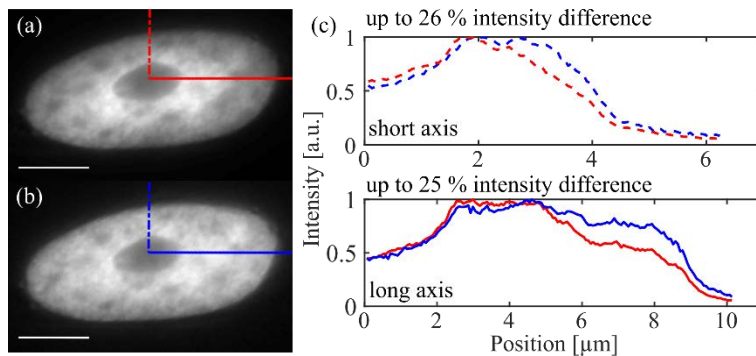 (a)
(b)
(c)
up to 26 % intensity difference
1
0.5
0
short axis
0
2
4
6
up to 25 % intensity difference
1
0.5
0
long axis
0
2
4
6
8
10
Intensity [a.u.]
Position [µm]